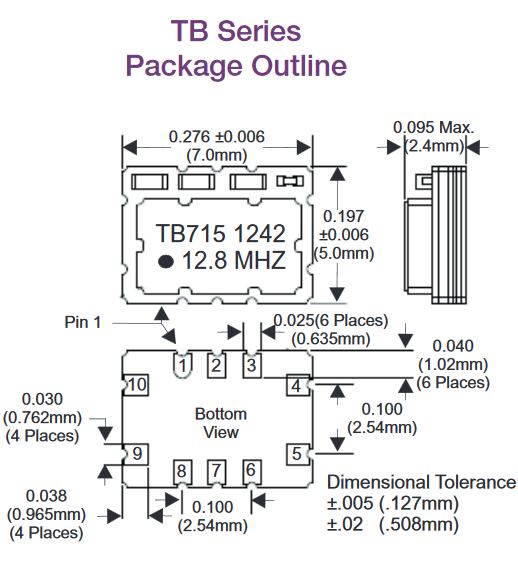 TB Series
Package Outline
0.276 ±0.006
(7.0mm)
0.095 Max.
(2.4mm)
TB715 1242
12.8 MHZ
0.197
±0.006
(5.0mm)
Pin 1
0.025(6 Places)
(0.635mm)
0.040
(1.02mm)
(6 Places)
1
2
3
10
4
0.030
(0.762mm)
(4 Places)
Bottom
View
0.100
(2.54mm)
9
5
8
7
6
0.038
(0.965mm)
(4 Places)
0.100
(2.54mm)
Dimensional Tolerance
±.005 (.127mm)
±.02 (.508mm)